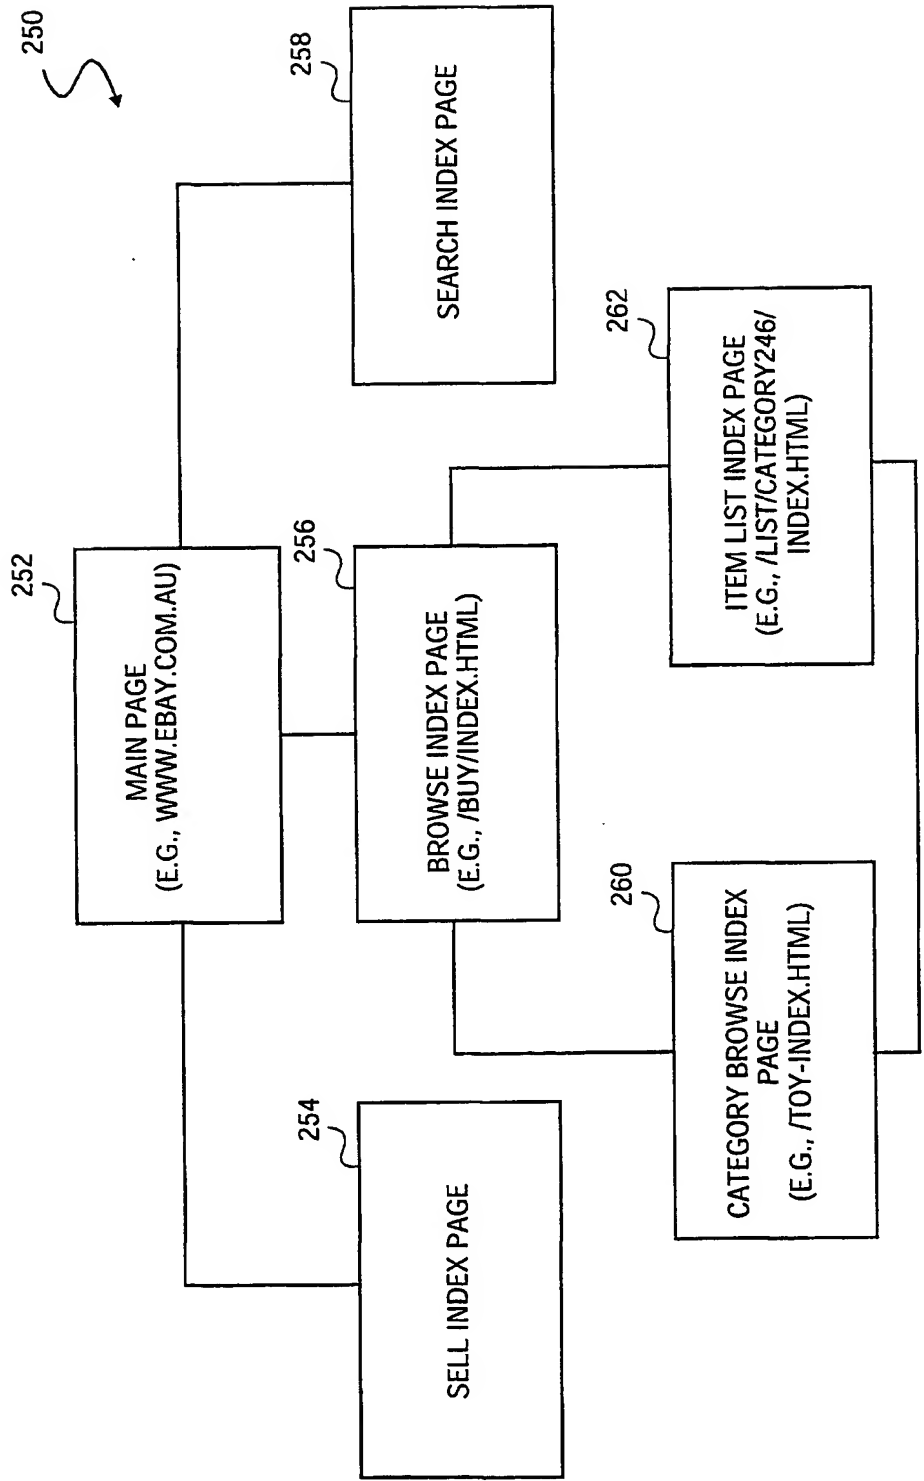 250
252
MAIN PAGE
(E.G., WWW.EBAY.COM.AU)
254
SELL INDEX PAGE
256
BROWSE INDEX PAGE
(E.G., /BUY/INDEX.HTML)
258
SEARCH INDEX PAGE
260
CATEGORY BROWSE INDEX
PAGE
(E.G., /TOY-INDEX.HTML)
262
ITEM LIST INDEX PAGE
(E.G., /LIST/CATEGORY246/
INDEX.HTML)